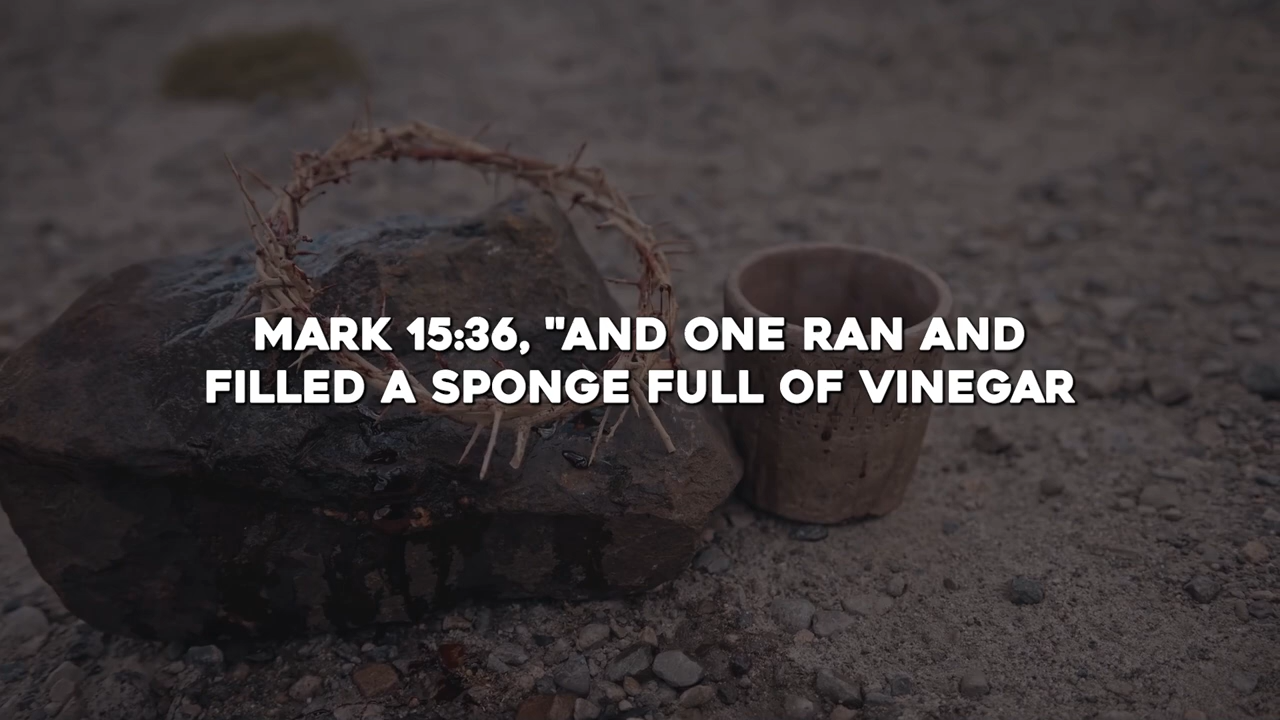 MARK 15:36, "AND ONE RAN AND
FILLED A SPONGE FULL OF VINEGAR